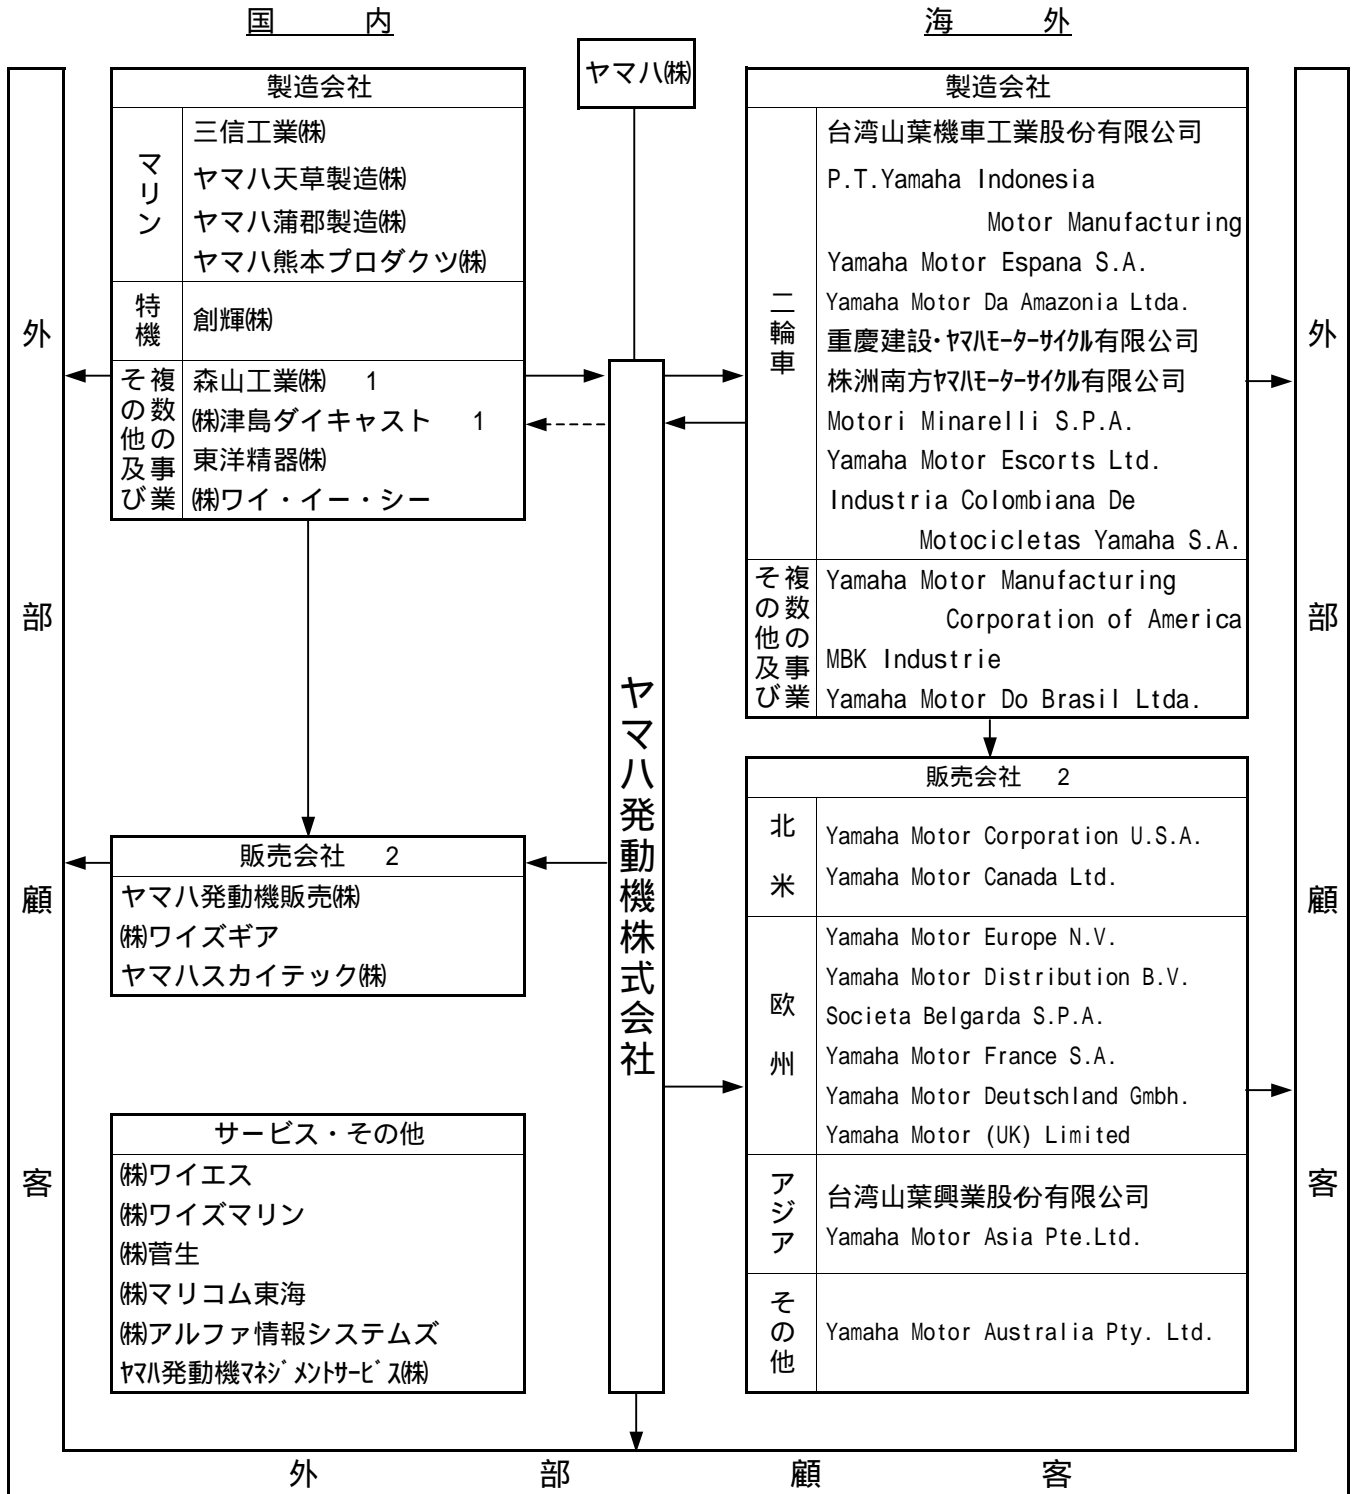 国内
海外
ヤマハ㈱
外部顧客
製造会社
マリン
三信工業㈱
ヤマハ天草製造㈱
ヤマハ蒲郡製造㈱
ヤマハ熊本プロダクツ㈱
特機
創輝㈱
複数の事業
その他及び
森山工業㈱ 1
㈱津島ダイキャスト 1
東洋精器㈱
㈱ワイ・イー・シー
販売会社 2
ヤマハ発動機販売㈱
㈱ワイズギア
ヤマハスカイテック㈱
サービス・その他
㈱ワイエス
㈱ワイズマリン
㈱菅生
㈱マリコム東海
㈱アルファ情報システムズ
ﾔﾏﾊ発動機ﾏﾈｼﾞﾒﾝﾄｻｰﾋﾞｽ㈱
ヤマハ発動機株式会社
製造会社
二輪車
台湾山葉機車工業股份有限公司
P.T.Yamaha Indonesia
Motor Manufacturing
Yamaha Motor Espana S.A.
Yamaha Motor Da Amazonia Ltda.
重慶建設･ﾔﾏﾊﾓｰﾀｰｻｲｸﾙ有限公司
株洲南方ﾔﾏﾊﾓｰﾀｰｻｲｸﾙ有限公司
Motori Minarelli S.P.A.
Yamaha Motor Escorts Ltd.
Industria Colombiana De
Motocicletas Yamaha S.A.
複数の事業
その他及び
Yamaha Motor Manufacturing
Corporation of America
MBK Industrie
Yamaha Motor Do Brasil Ltda.
販売会社 2
北米
Yamaha Motor Corporation U.S.A.
Yamaha Motor Canada Ltd.
欧州
Yamaha Motor Europe N.V.
Yamaha Motor Distribution B.V.
Societa Belgarda S.P.A.
Yamaha Motor France S.A.
Yamaha Motor Deutschland Gmbh.
Yamaha Motor (UK) Limited
アジア
台湾山葉興業股份有限公司
Yamaha Motor Asia Pte.Ltd.
その他
Yamaha Motor Australia Pty. Ltd.
外部顧客
外部顧客